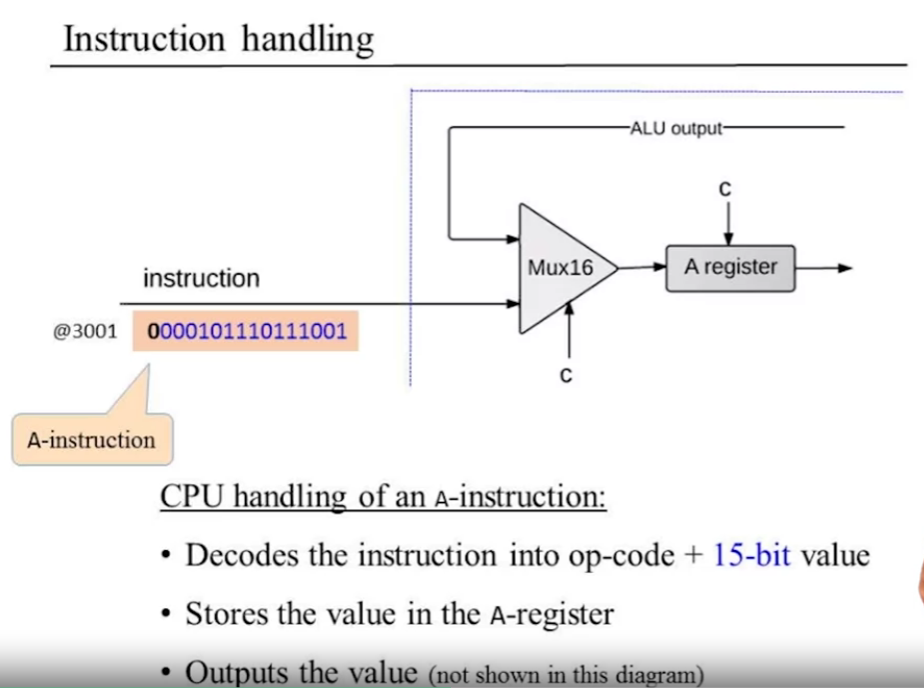 Instruction handling
ALU output
C
Mux16
A register
instruction
@3001 0000101110111001
C
A-instruction
CPU handling of an A-instruction:
• Decodes the instruction into op-code + 15-bit value
• Stores the value in the A-register
• Outputs the value (not shown in this diagram)